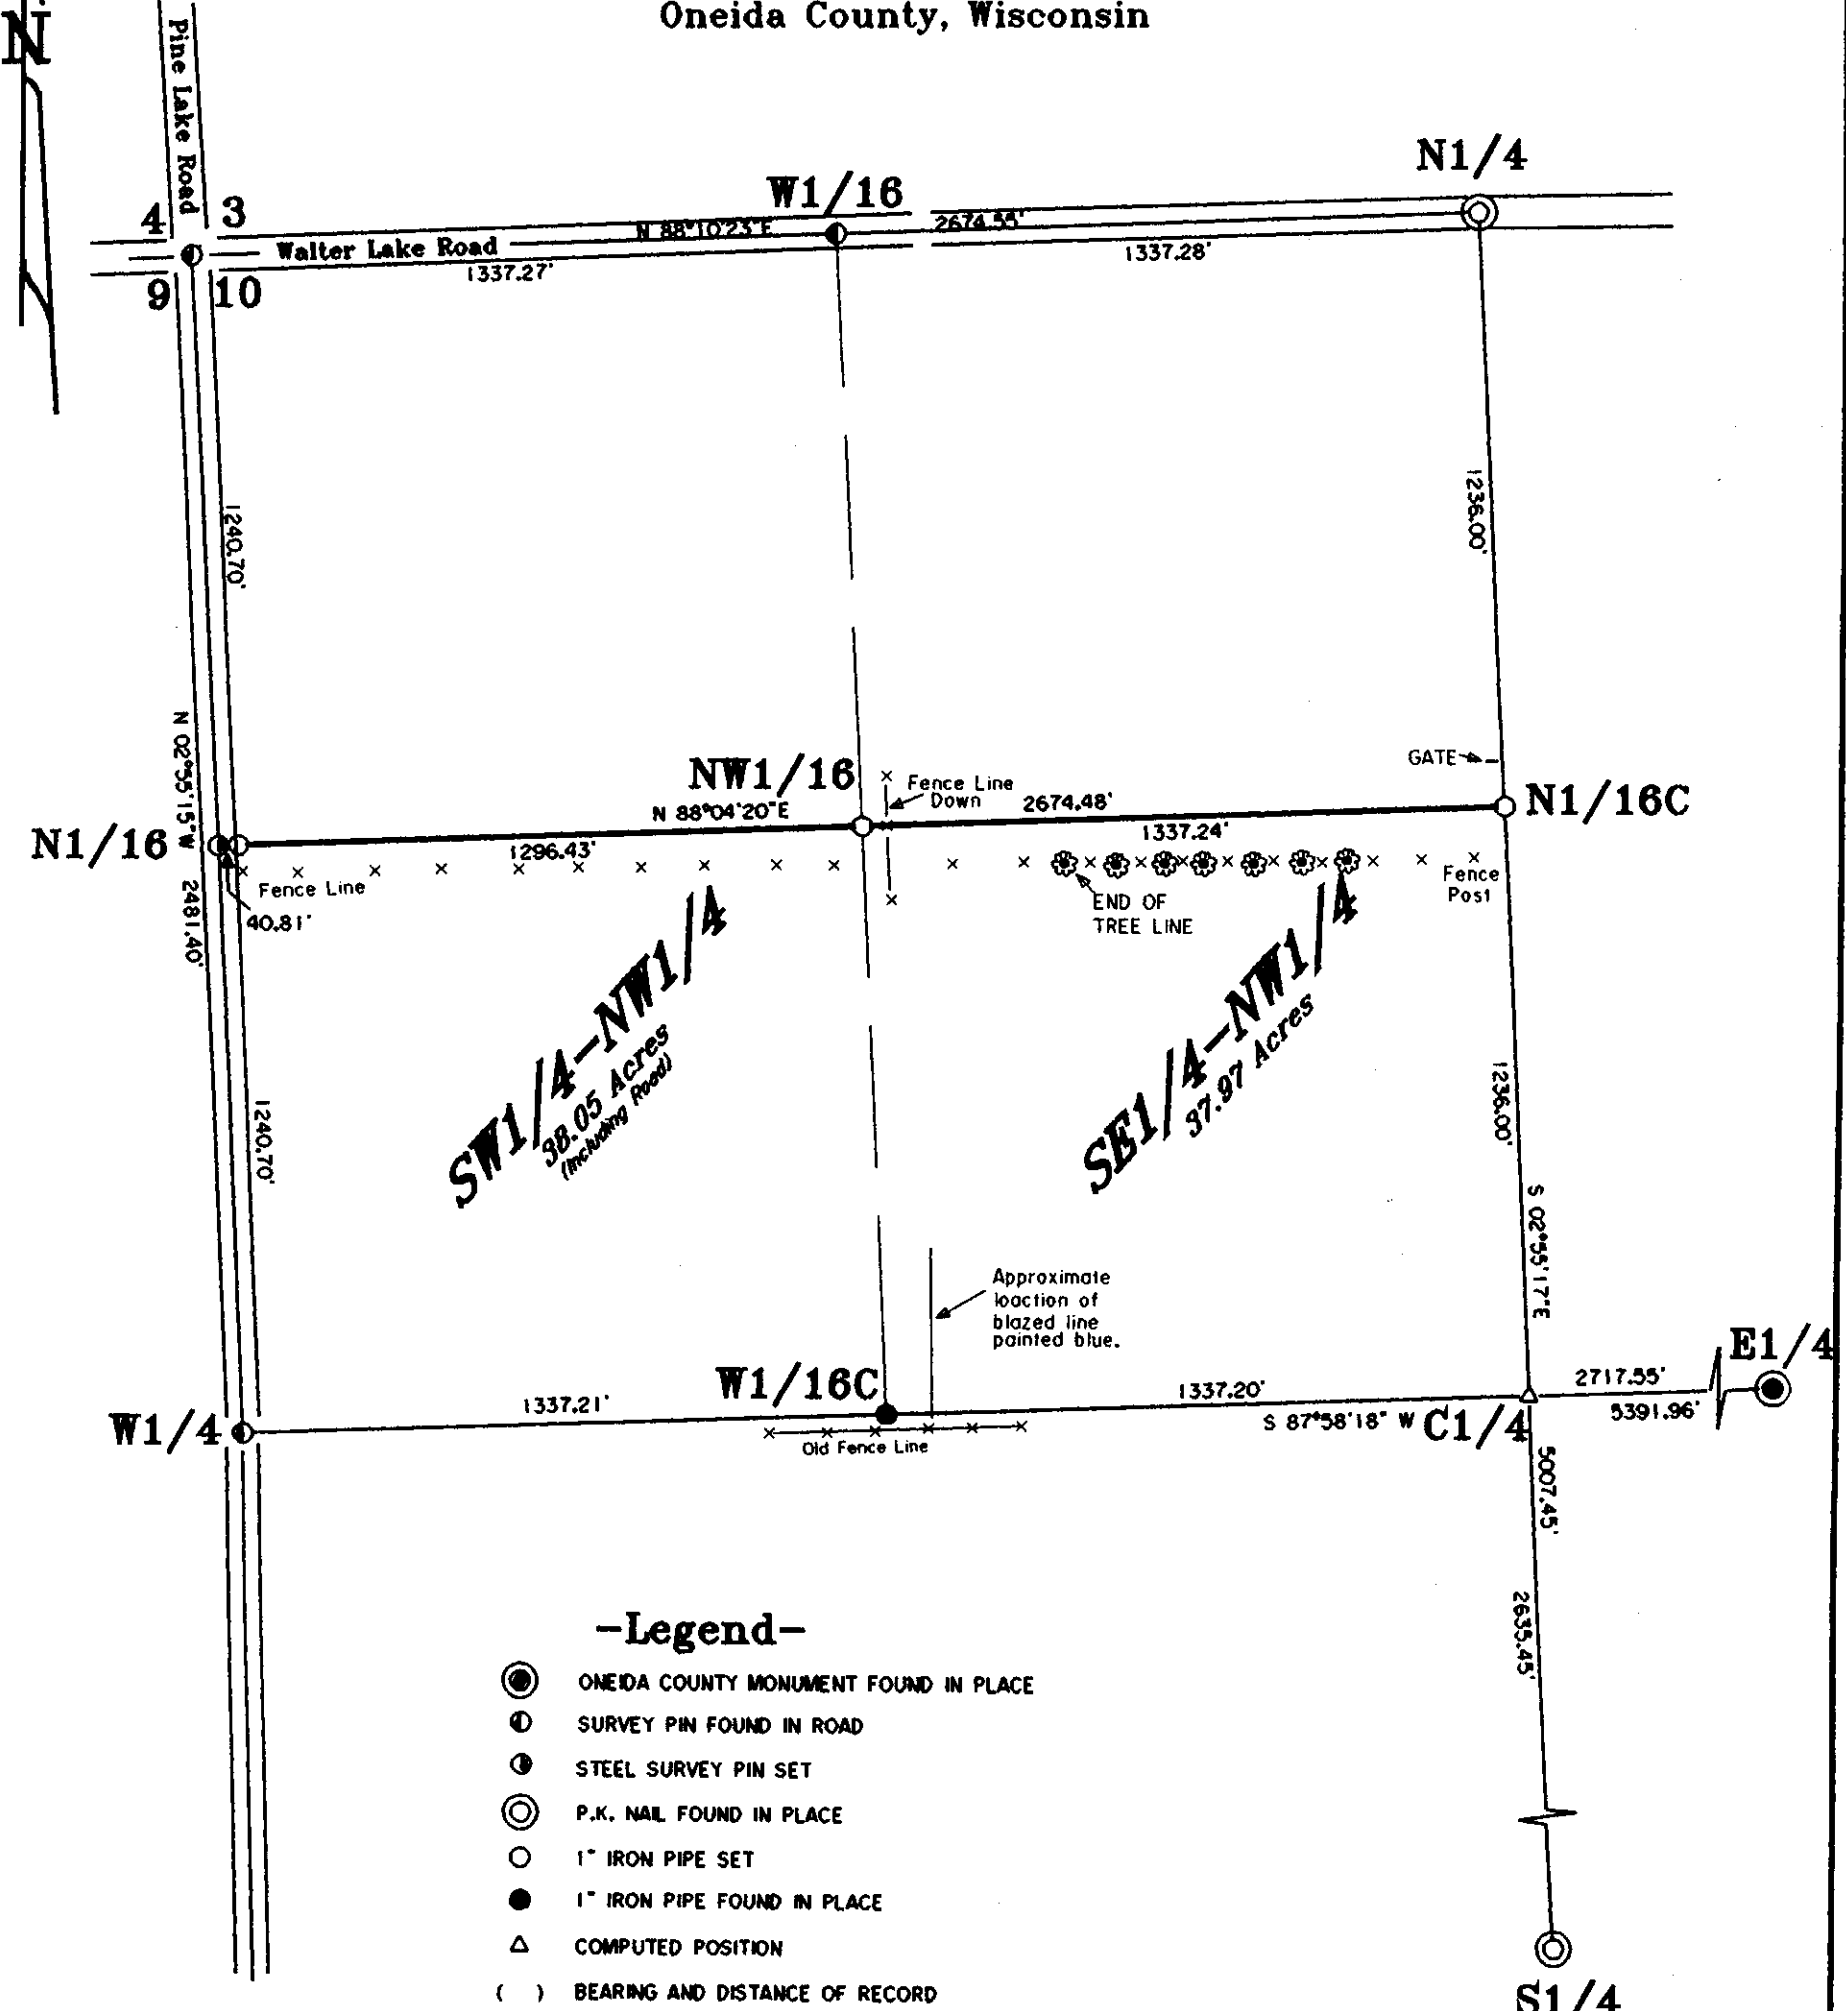 Oneida County, Wisconsin
N
Pine Lake Road
N1/4
W1/16
4
3
N 88°10'23"E
2674.55'
Walter Lake Road
1337.27'
1337.28'
9
10
1240.70'
1236.00'
N 02°55'15"W
2481.40'
GATE
NW1/16
Fence Line
Down
N 88°04'20"E
2674.48'
N1/16C
N1/16
1296.43'
1337.24'
Fence Line
40.81'
Fence
Post
END OF
TREE LINE
SW1/4-NW1/4
38.05 Acres
(Including Road)
SE1/4-NW1/4
37.97 Acres
1240.70'
1236.00'
S 02°55'17"E
Approximate
loaction of
blazed line
painted blue.
W1/16C
E1/4
1337.21'
1337.20'
2717.55'
W1/4
S 87°58'18" W
C1/4
5391.96'
Old Fence Line
5007.45'
2635.45'
-Legend-
ONEIDA COUNTY MONUMENT FOUND IN PLACE
SURVEY PIN FOUND IN ROAD
STEEL SURVEY PIN SET
P.K. NAIL FOUND IN PLACE
1" IRON PIPE SET
1" IRON PIPE FOUND IN PLACE
COMPUTED POSITION
( ) BEARING AND DISTANCE OF RECORD
S1/4